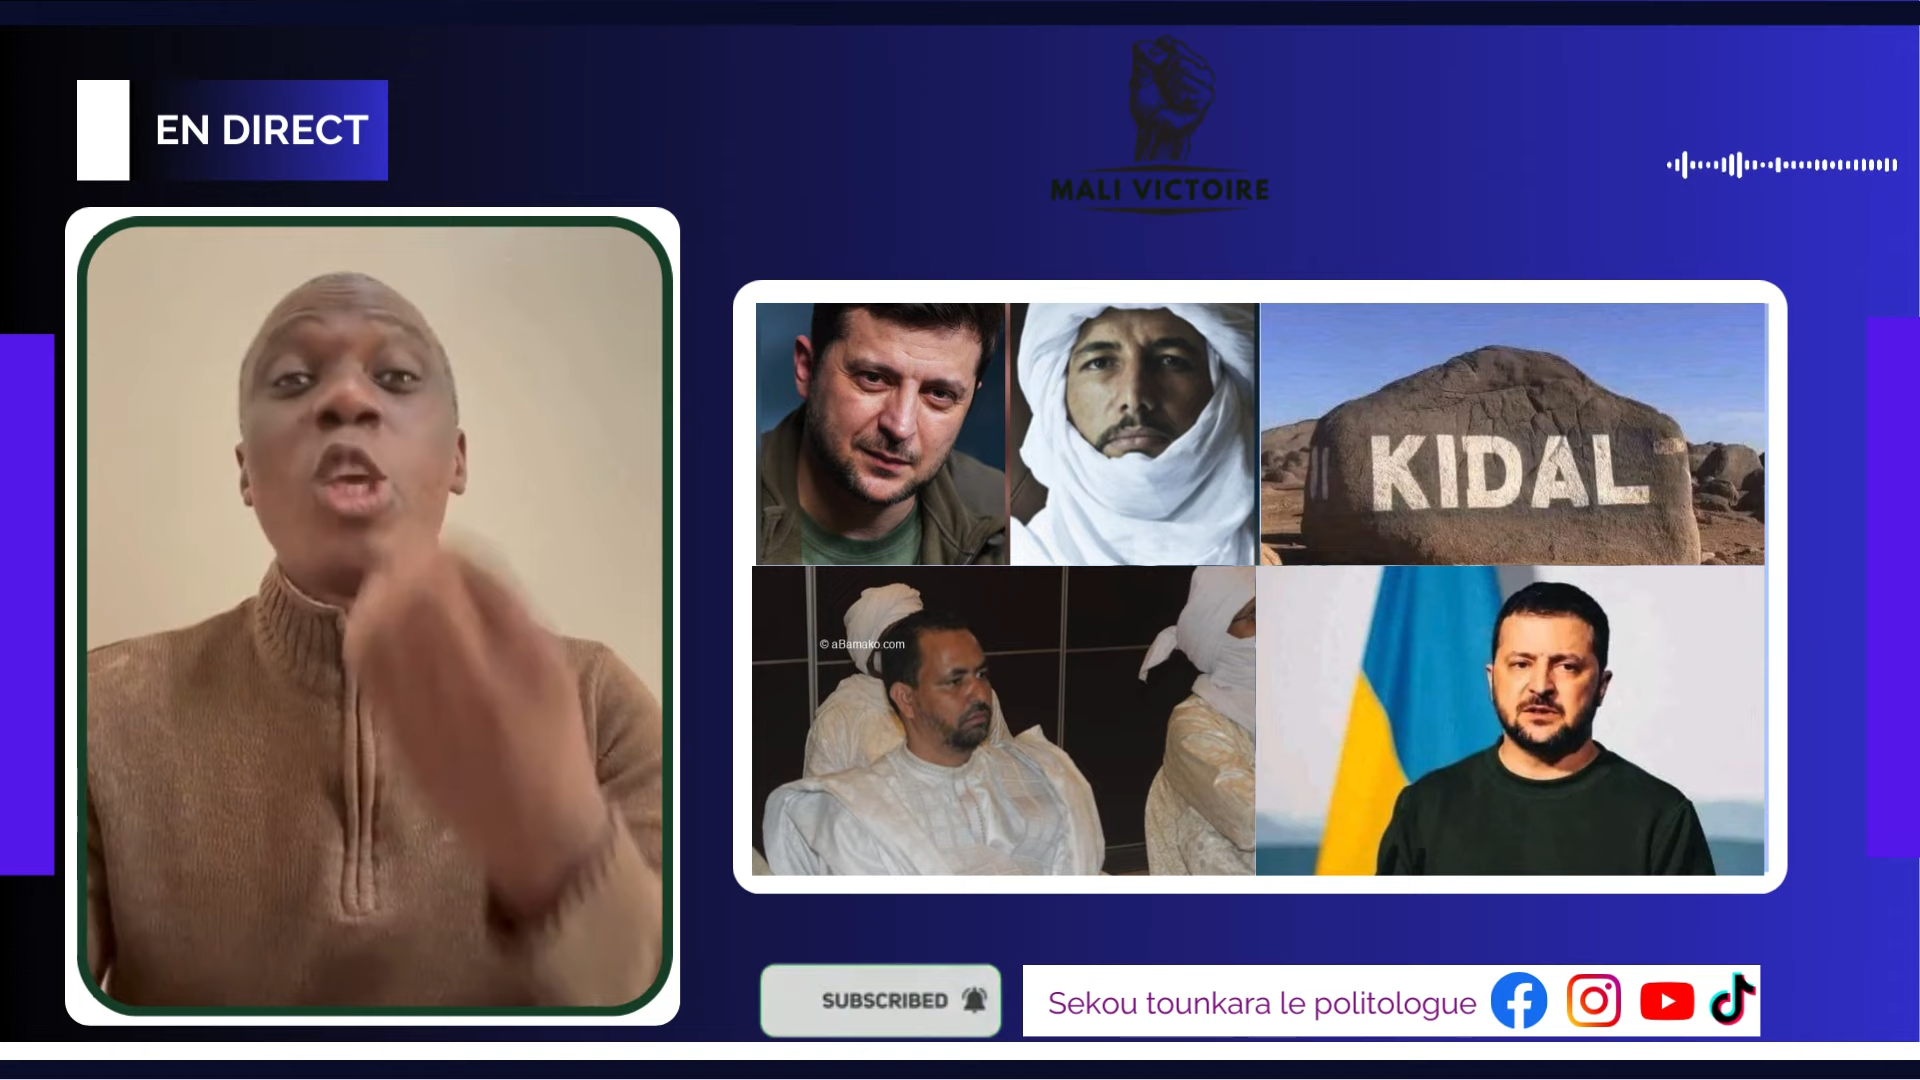 EN DIRECT
MALI VICTOIRE
KIDAL
© aBamako.com
SUBSCRIBED
Sekou tounkara le politologue